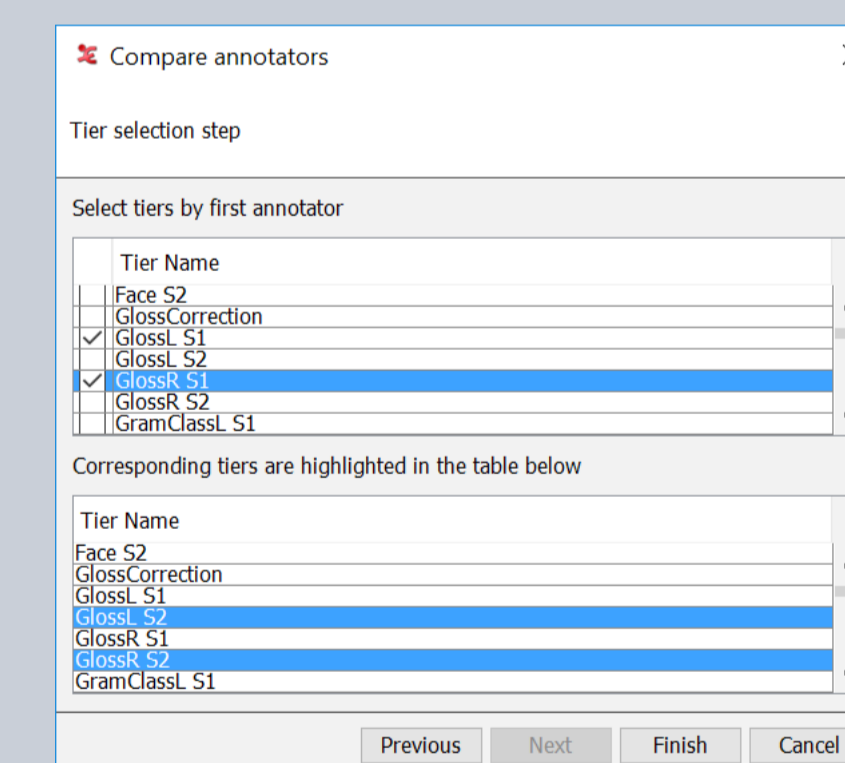 Compare annotators
Tier selection step
Select tiers by first annotator
Tier Name
Face S2
GlossCorrection
GlossL S1
GlossL S2
GlossR S1
GlossR S2
GramClassL S1
Corresponding tiers are highlighted in the table below
Tier Name
Face S2
GlossCorrection
GlossL S1
GlossL S2
GlossR S1
GlossR S2
GramClassL S1
Previous Next Finish Cancel